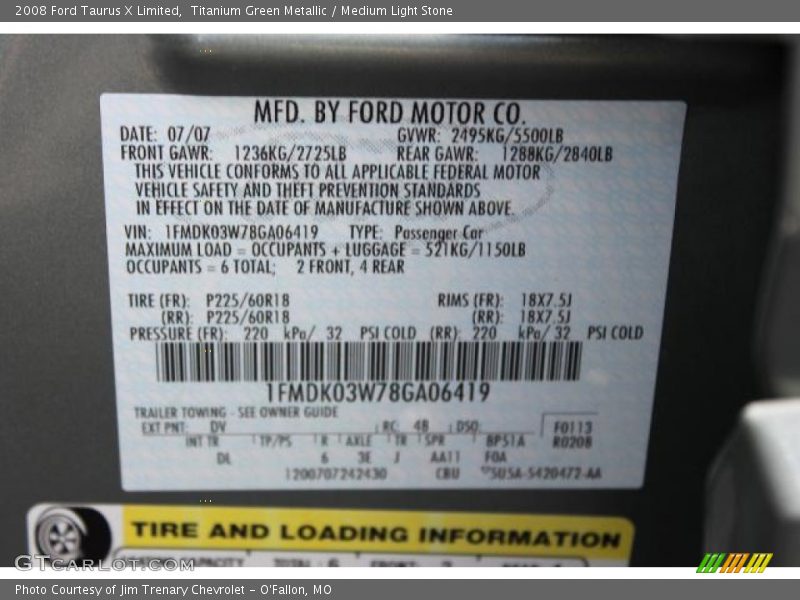 2008 Ford Taurus X Limited,  Titanium Green Metallic / Medium Light Stone
MFD. BY FORD MOTOR CO.
DATE: 07/07 GVWR: 2495KG/5500LB
FRONT GAWR: 1236KG/2725LB REAR GAWR: 1288KG/2840LB
THIS VEHICLE CONFORMS TO ALL APPLICABLE FEDERAL MOTOR
VEHICLE SAFETY AND THEFT PREVENTION STANDARDS
IN EFFECT ON THE DATE OF MANUFACTURE SHOWN ABOVE.
VIN: 1FMDK03W78GA06419 TYPE: Passenger Car
MAXIMUM LOAD = OCCUPANTS + LUGGAGE = 521KG/1150LB
OCCUPANTS = 6 TOTAL; 2 FRONT, 4 REAR
TIRE (FR): P225/60R18 RIMS (FR): 18X7.5J
(RR): P225/60R18 (RR): 18X7.5J
PRESSURE (FR): 220 kPa/ 32 PSI COLD (RR): 220 kPa/ 32 PSI COLD
1FMDK03W78GA06419
TRAILER TOWING - SEE OWNER GUIDE
EXT PNT: DV RC: 48 DSO: F0113
INT TR TP/PS R AXLE TR SPR BP51A R0208
DL 6 3E J AA11 F0A
1200707242430 CBU 5U5A-5420472-AA
TIRE AND LOADING INFORMATION
GTCARLOT.COM
Photo Courtesy of Jim Trenary Chevrolet - O'Fallon, MO